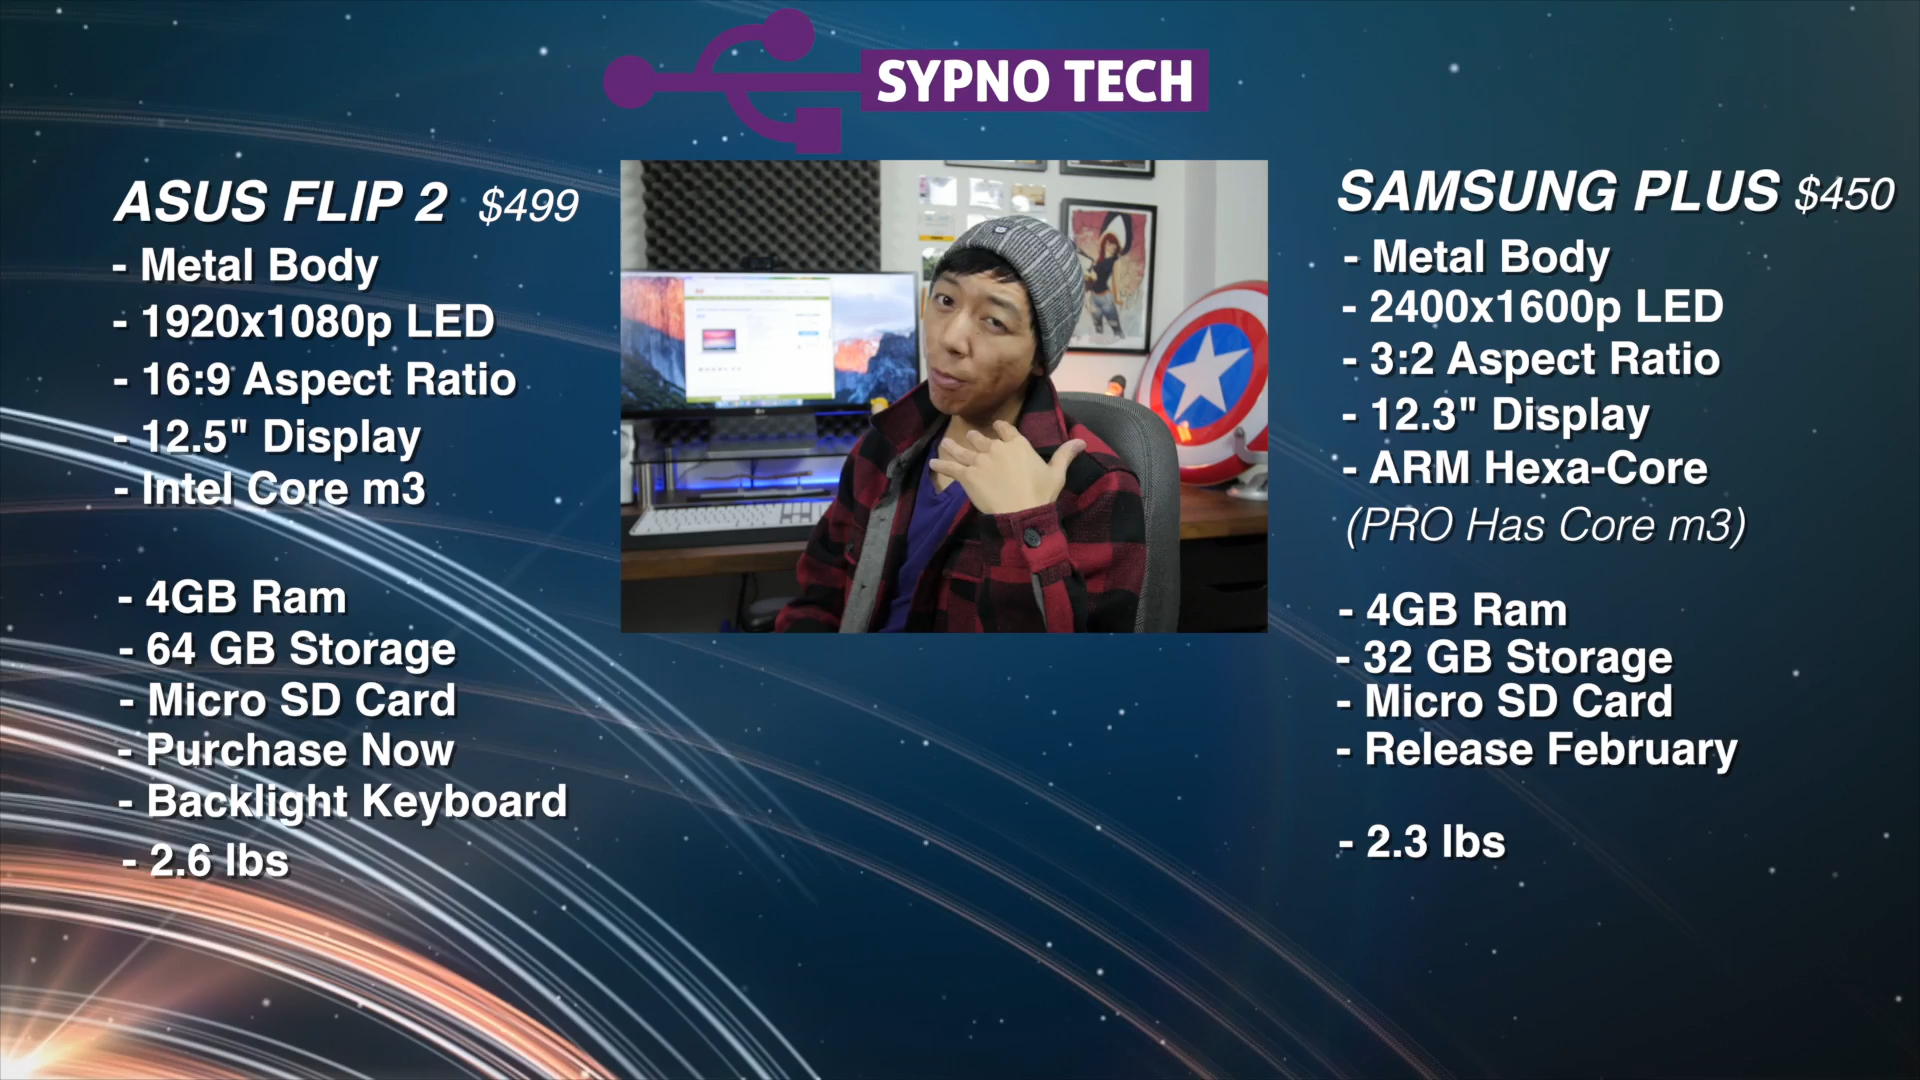 SYPNO TECH
ASUS FLIP 2 $499
- Metal Body
- 1920x1080p LED
- 16:9 Aspect Ratio
- 12.5" Display
- Intel Core m3
- 4GB Ram
- 64 GB Storage
- Micro SD Card
- Purchase Now
- Backlight Keyboard
- 2.6 lbs
SAMSUNG PLUS $450
- Metal Body
- 2400x1600p LED
- 3:2 Aspect Ratio
- 12.3" Display
- ARM Hexa-Core
(PRO Has Core m3)
- 4GB Ram
- 32 GB Storage
- Micro SD Card
- Release February
- 2.3 lbs